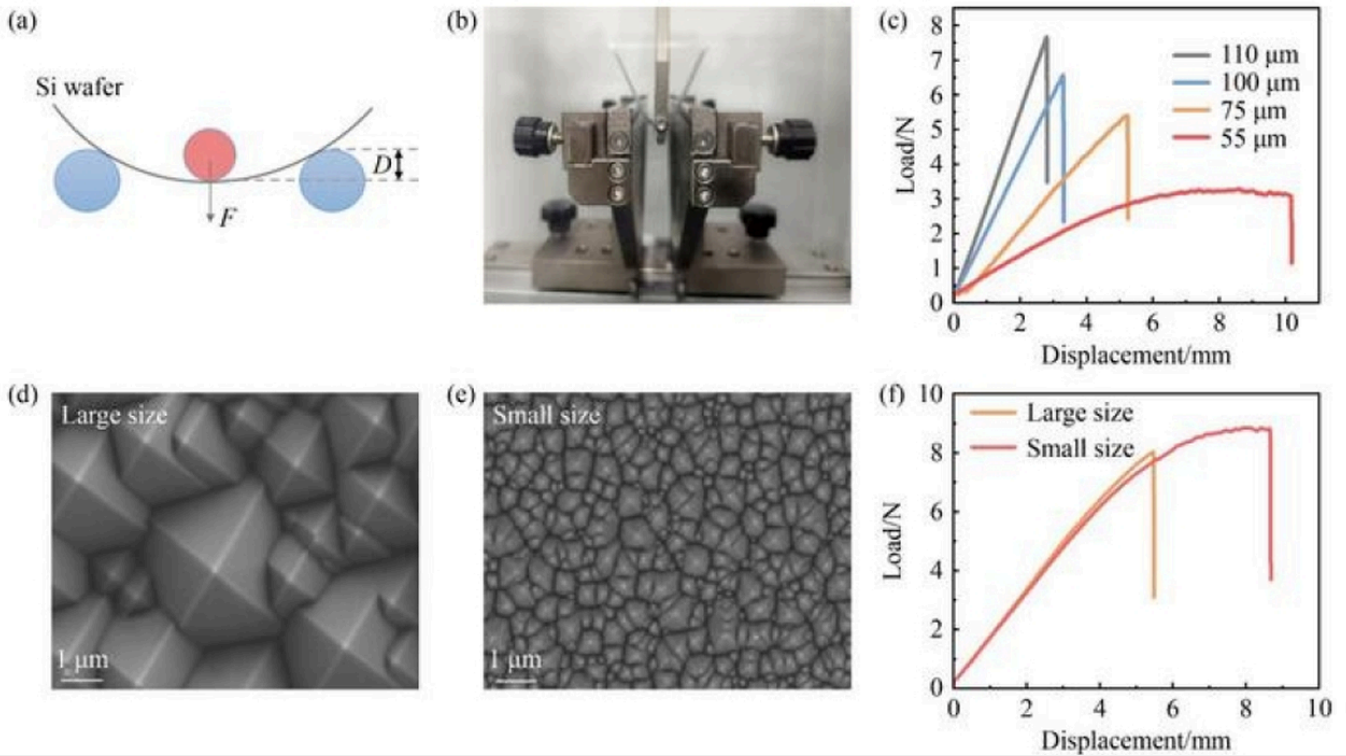 (a)
Si wafer
D
F
(b)
(c)
Load/N
8
7
6
5
4
3
2
1
0
0 2 4 6 8 10
Displacement/mm
110 μm
100 μm
75 μm
55 μm
(d)
Large size
1 μm
(e)
Small size
1 μm
(f)
Load/N
10
8
6
4
2
0
0 2 4 6 8 10
Displacement/mm
Large size
Small size